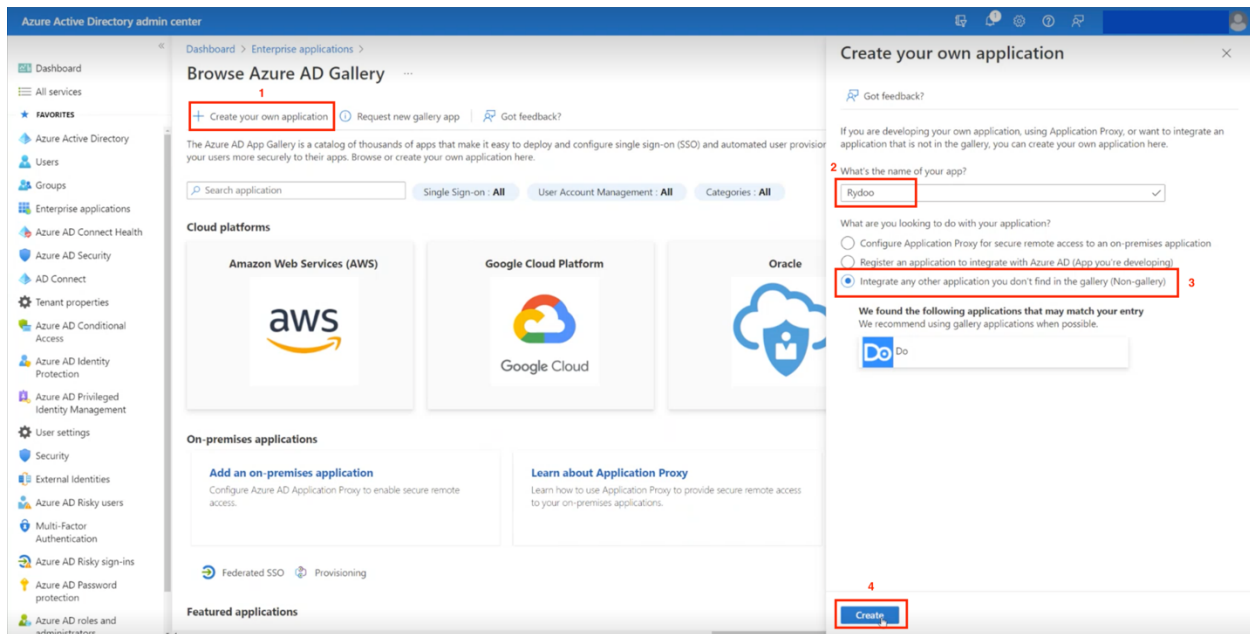 Azure Active Directory admin center
«
Dashboard
All services
FAVORITES
Azure Active Directory
Users
Groups
Enterprise applications
Azure AD Connect Health
Azure AD Security
AD Connect
Tenant properties
Azure AD Conditional
Access
Azure AD Identity
Protection
Azure AD Privileged
Identity Management
User settings
Security
External Identities
Azure AD Risky users
Multi-Factor
Authentication
Azure AD Risky sign-ins
Azure AD Password
protection
Azure AD roles and
administrators
Dashboard > Enterprise applications >
Browse Azure AD Gallery ...
1
+ Create your own application Request new gallery app Got feedback?
The Azure AD App Gallery is a catalog of thousands of apps that make it easy to deploy and configure single sign-on (SSO) and automated user provision
your users more securely to their apps. Browse or create your own application here.
Search application Single Sign-on : All User Account Management : All Categories : All
Cloud platforms
Amazon Web Services (AWS) Google Cloud Platform Oracle
aws
Google Cloud
On-premises applications
Add an on-premises application
Configure Azure AD Application Proxy to enable secure remote
access.
Learn about Application Proxy
Learn how to use Application Proxy to provide secure remote access
to your on-premises applications.
Federated SSO Provisioning
Featured applications
Create your own application
Got feedback?
If you are developing your own application, using Application Proxy, or want to integrate an
application that is not in the gallery, you can create your own application here.
2 What's the name of your app?
Rydoo
What are you looking to do with your application?
Configure Application Proxy for secure remote access to an on-premises application
Register an application to integrate with Azure AD (App you're developing)
Integrate any other application you don't find in the gallery (Non-gallery) 3
We found the following applications that may match your entry
We recommend using gallery applications when possible.
Do Do
4
Create